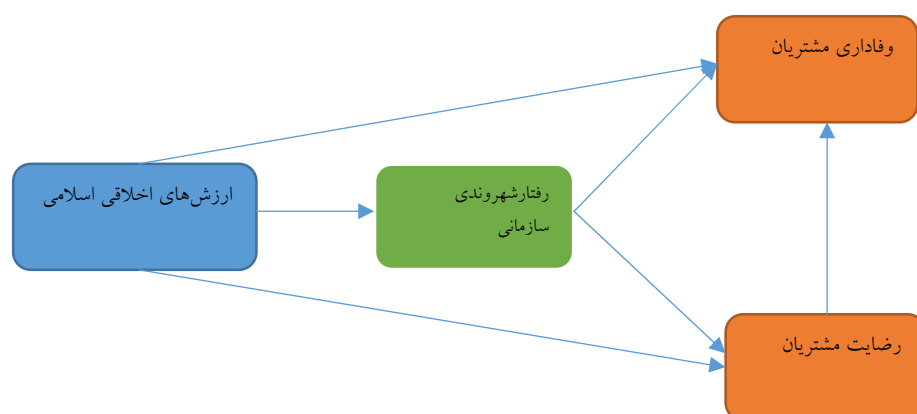 وفاداری مشتریان
ارزش‌های اخلاقی اسلامی
رفتارشهروندی
سازمانی
رضایت مشتریان